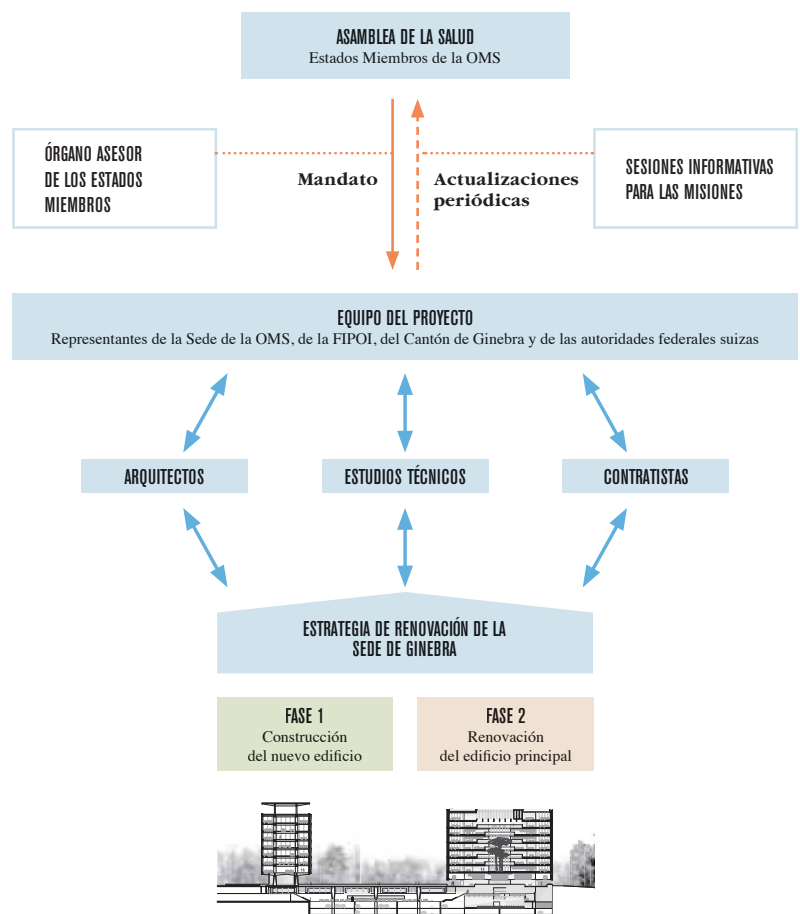 ASAMBLEA DE LA SALUD
Estados Miembros de la OMS
ÓRGANO ASESOR
DE LOS ESTADOS
MIEMBROS
Mandato
Actualizaciones
periódicas
SESIONES INFORMATIVAS
PARA LAS MISIONES
EQUIPO DEL PROYECTO
Representantes de la Sede de la OMS, de la FIPOI, del Cantón de Ginebra y de las autoridades federales suizas
ARQUITECTOS
ESTUDIOS TÉCNICOS
CONTRATISTAS
ESTRATEGIA DE RENOVACIÓN DE LA
SEDE DE GINEBRA
FASE 1
Construcción
del nuevo edificio
FASE 2
Renovación
del edificio principal